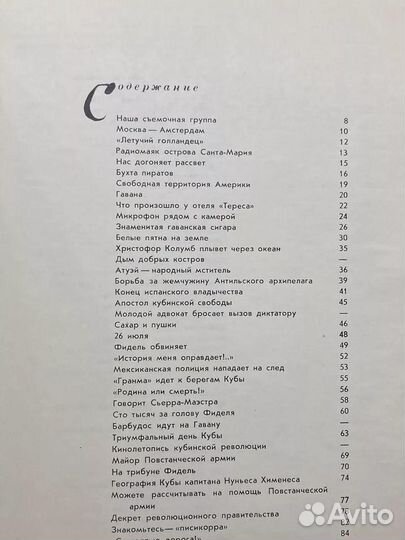 Содержание
Наша съемочная группа 8
Москва — Амстердам 10
«Летучий голландец» 12
Радиомаяк острова Санта-Мария 13
Нас догоняет рассвет 15
Бухта пиратов 16
Свободная территория Америки 19
Гавана 20
Что произошло у отеля «Тереса» 22
Микрофон рядом с камерой 24
Знаменитая гаванская сигара 26
Белые пятна на земле 30
Христофор Колумб плывет через океан 35
Дым добрых костров —
Атуэй — народный мститель 36
Борьба за жемчужину Антильского архипелага 39
Конец испанского владычества 41
Апостол кубинской свободы 45
Молодой адвокат бросает вызов диктатору —
Сахар и пушки 46
26 июля 48
Фидель обвиняет 49
«История меня оправдает!..» 52
Мексиканская полиция нападает на след 53
«Гранма» идет к берегам Кубы 55
«Родина или смерть!» 56
Говорит Сьерра-Маэстра 58
Сто тысяч за голову Фиделя 60
Барбудос идут на Гавану —
Триумфальный день Кубы 63
Кинолетопись кубинской революции —
Майор Повстанческой армии 69
На трибуне Фидель 70
География Кубы капитана Нуньеса Хименеса 74
Можете рассчитывать на помощь Повстанческой
армии 77
Декрет революционного правительства
Знакомьтесь — «писикорра»
84
Avito